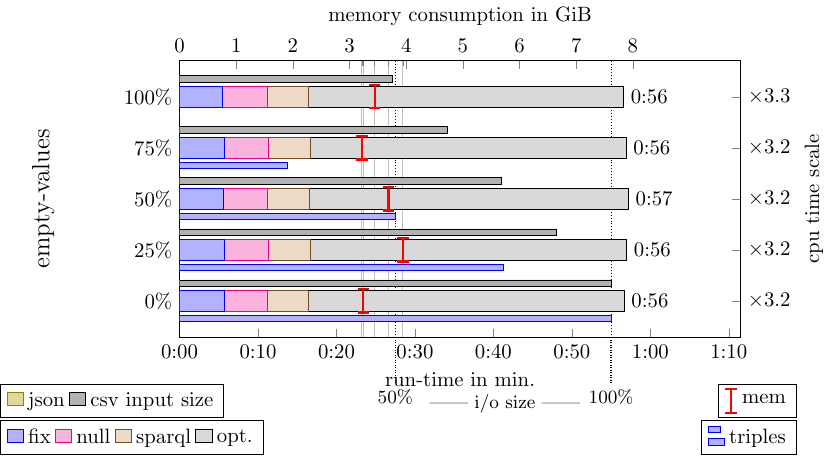 memory consumption in GiB
0 1 2 3 4 5 6 7 8
empty-values
100% 0:56 ×3.3
75% 0:56 ×3.2
50% 0:57 ×3.2
25% 0:56 ×3.2
0% 0:56 ×3.2
cpu time scale
0:00 0:10 0:20 0:30 0:40 0:50 1:00 1:10
run-time in min.
50% i/o size 100%
json csv input size
mem
fix null sparql opt.
triples